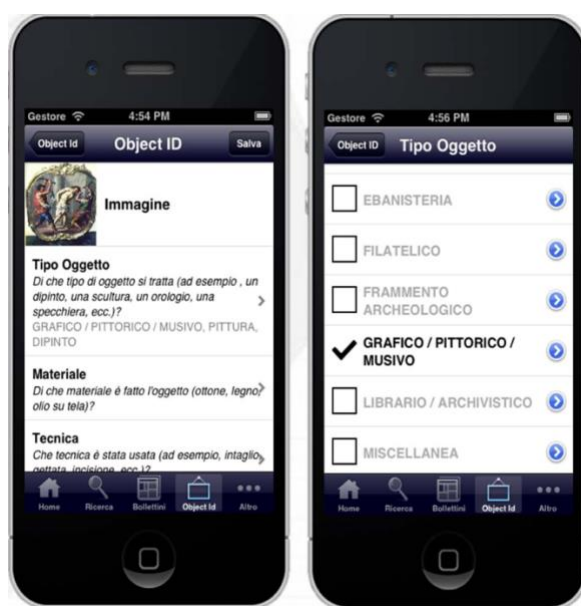 Gestore
4:54 PM
Object Id
Object ID
Salva
Immagine
Tipo Oggetto
Di che tipo di oggetto si tratta (ad esempio , un
dipinto, una scultura, un orologio, una
specchiera, ecc.)?
GRAFICO / PITTORICO / MUSIVO, PITTURA,
DIPINTO
Materiale
Di che materiale è fatto l'oggetto (ottone, legno,
olio su tela)?
Tecnica
Che tecnica è stata usata (ad esempio, intaglio,
gettata, incisione, ecc.)?
Home
Ricerca
Bollettini
Object Id
Altro
Gestore
4:56 PM
Object ID
Tipo Oggetto
EBANISTERIA
FILATELICO
FRAMMENTO
ARCHEOLOGICO
GRAFICO / PITTORICO /
MUSIVO
LIBRARIO / ARCHIVISTICO
MISCELLANEA
Home
Ricerca
Bollettini
Object Id
Altro